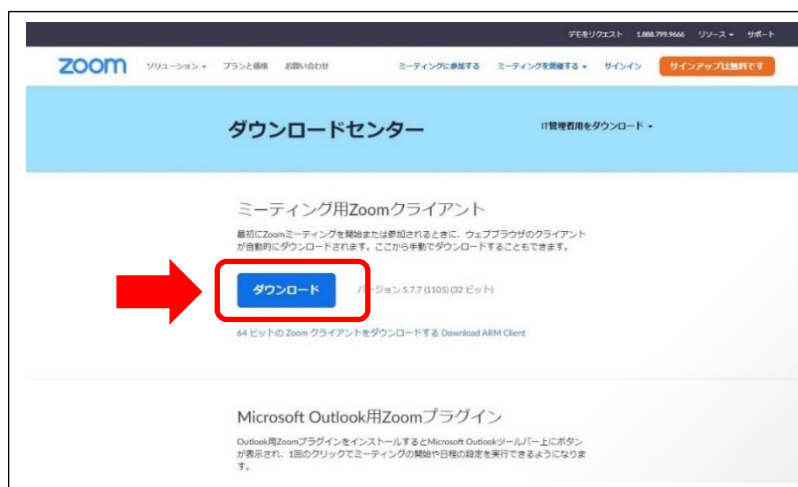 デモをリクエスト 1.888.799.9666 リソース サポート
zoom ソリューション プランと価格 お問い合わせ ミーティングに参加する ミーティングを開催する サインイン サインアップは無料です
ダウンロードセンター IT管理者用をダウンロード
ミーティング用Zoomクライアント
最初にZoomミーティングを開始または参加されるときに、ウェブブラウザのクライアント
が自動的にダウンロードされます。ここから手動でダウンロードすることもできます。
ダウンロード バージョン 5.7.7 (1105) (32 ビット)
64 ビットの Zoom クライアントをダウンロードする Download ARM Client
Microsoft Outlook用Zoomプラグイン
Outlook用ZoomプラグインをインストールするとMicrosoft Outlookツールバー上にボタン
が表示され、1回のクリックでミーティングの開始や日程の設定を実行できるようになりま
す。